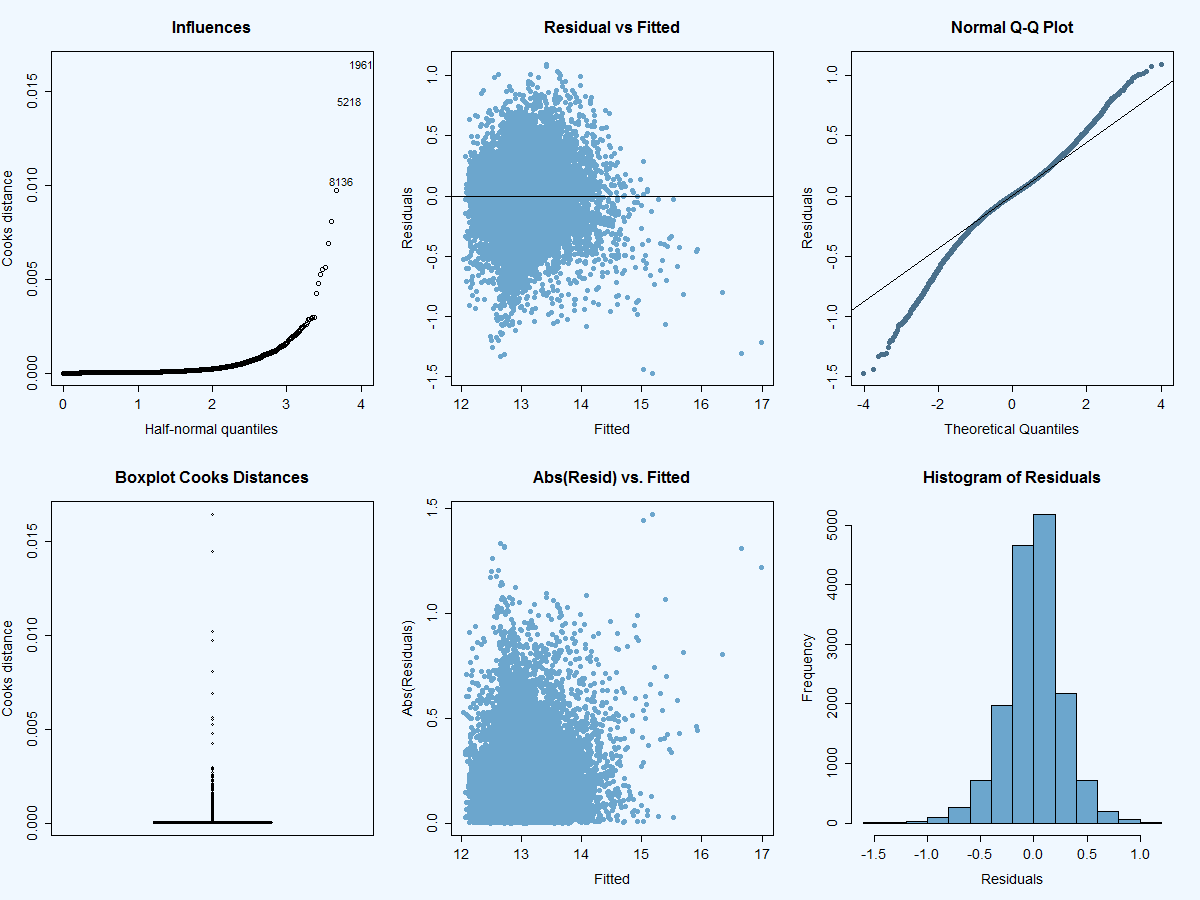 Influences
1961
5218
8136
0.015
0.010
0.005
0.000
Cooks distance
0 1 2 3 4
Half-normal quantiles
Residual vs Fitted
1.0
0.5
0.0
-0.5
-1.0
-1.5
Residuals
12 13 14 15 16 17
Fitted
Normal Q-Q Plot
1.0
0.5
0.0
-0.5
-1.0
-1.5
Residuals
-4 -2 0 2 4
Theoretical Quantiles
Boxplot Cooks Distances
0.015
0.010
0.005
0.000
Cooks distance
Abs(Resid) vs. Fitted
1.5
1.0
0.5
0.0
Abs(Residuals)
12 13 14 15 16 17
Fitted
Histogram of Residuals
5000
4000
3000
2000
1000
0
Frequency
-1.5 -1.0 -0.5 0.0 0.5 1.0
Residuals